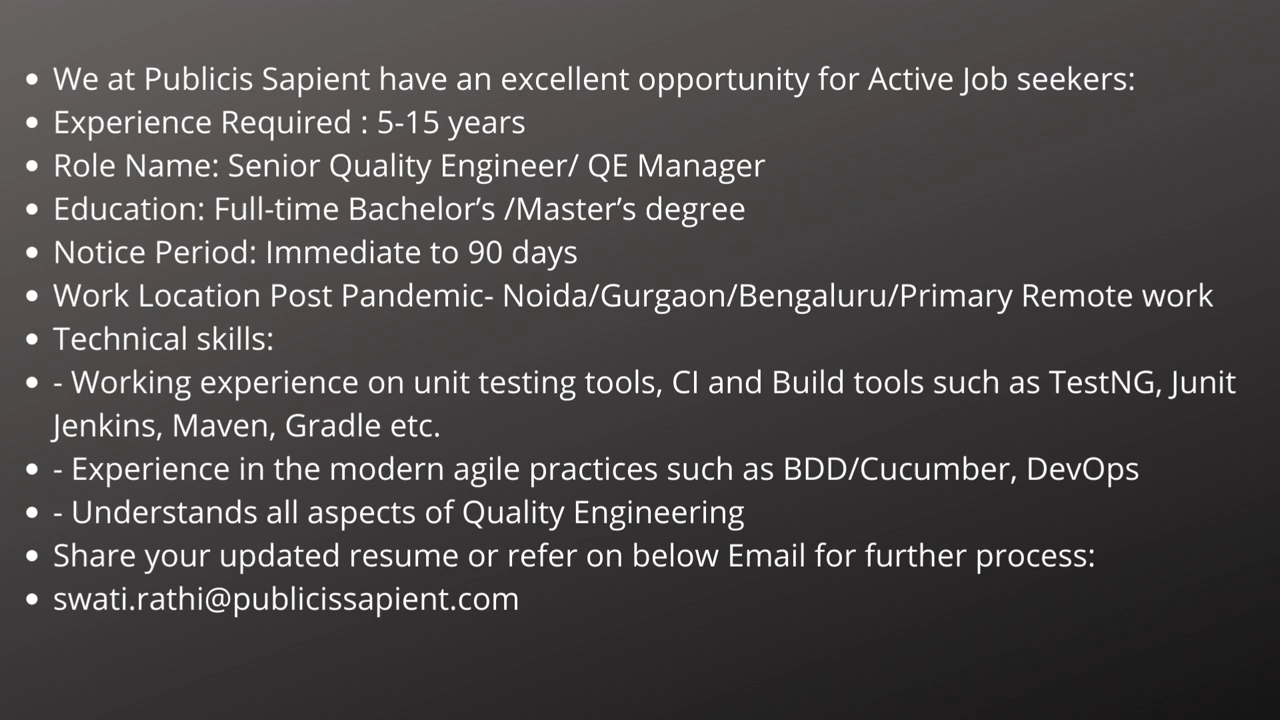 • We at Publicis Sapient have an excellent opportunity for Active Job seekers:
• Experience Required : 5-15 years
• Role Name: Senior Quality Engineer/ QE Manager
• Education: Full-time Bachelor’s /Master’s degree
• Notice Period: Immediate to 90 days
• Work Location Post Pandemic- Noida/Gurgaon/Bengaluru/Primary Remote work
• Technical skills:
• - Working experience on unit testing tools, CI and Build tools such as TestNG, Junit
Jenkins, Maven, Gradle etc.
• - Experience in the modern agile practices such as BDD/Cucumber, DevOps
• - Understands all aspects of Quality Engineering
• Share your updated resume or refer on below Email for further process:
• swati.rathi@publicissapient.com